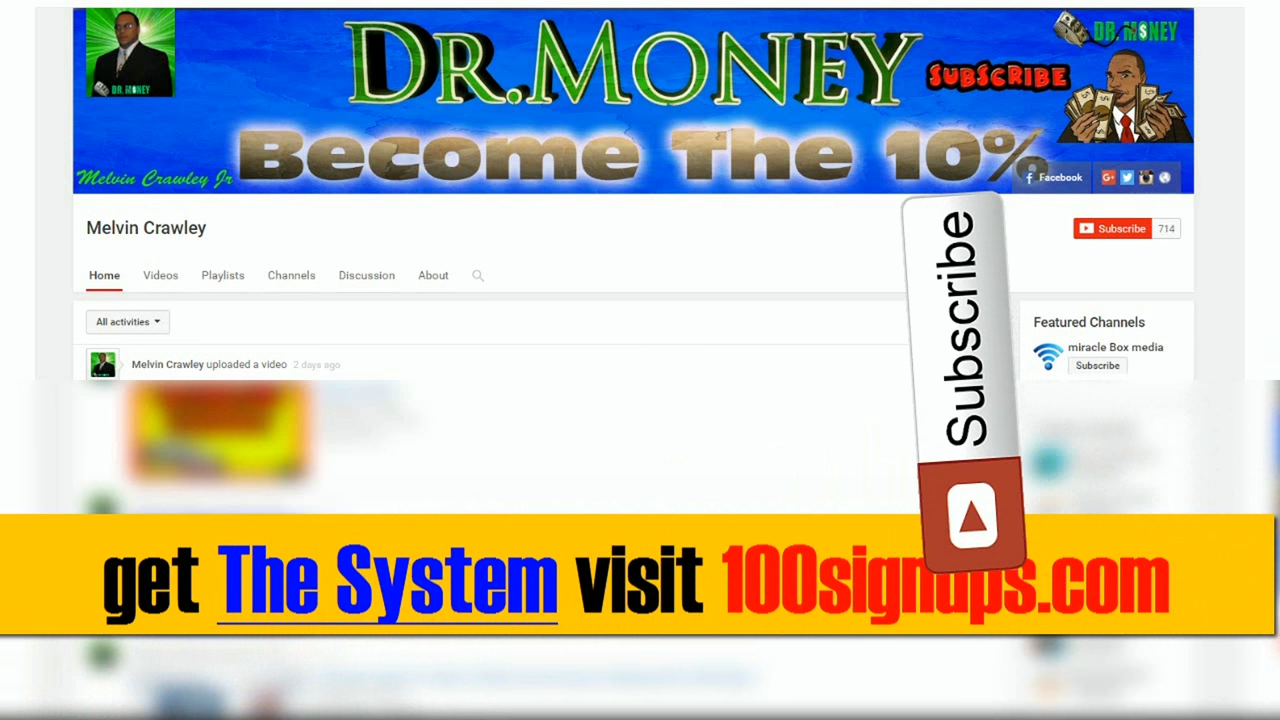 DR. MONEY
DR.MONEY
DR. M$NEY
SUBSCRIBE
Become The 10%
Melvin Crawley Jr
Facebook
G+
Melvin Crawley
Subscribe 714
Home Videos Playlists Channels Discussion About
All activities
Featured Channels
miracle Box media
Subscribe
Melvin Crawley uploaded a video 2 days ago
Subscribe
get The System visit 100signups.com